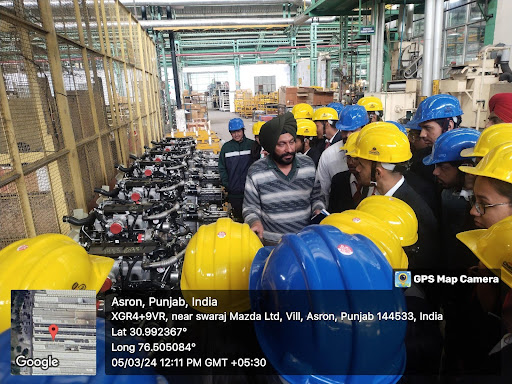 GPS Map Camera
Asron, Punjab, India
XGR4+9VR, near swaraj Mazda Ltd, Vill, Asron, Punjab 144533, India
Lat 30.992367°
Long 76.505084°
05/03/24 12:11 PM GMT +05:30
Google